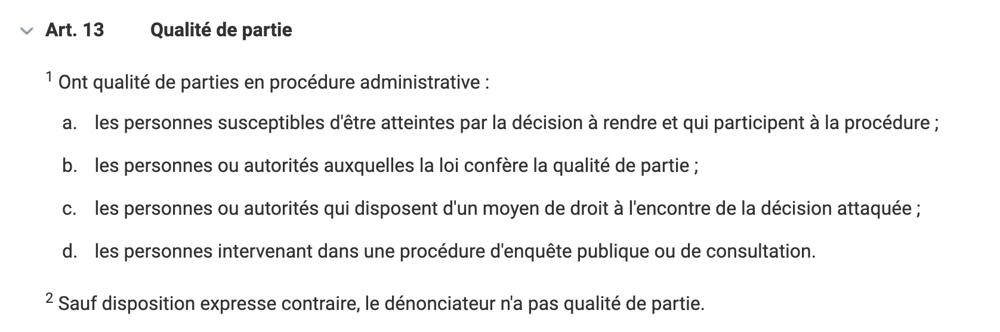 Art. 13 Qualité de partie
1 Ont qualité de parties en procédure administrative :
a. les personnes susceptibles d'être atteintes par la décision à rendre et qui participent à la procédure ;
b. les personnes ou autorités auxquelles la loi confère la qualité de partie ;
c. les personnes ou autorités qui disposent d'un moyen de droit à l'encontre de la décision attaquée ;
d. les personnes intervenant dans une procédure d'enquête publique ou de consultation.
2 Sauf disposition expresse contraire, le dénonciateur n'a pas qualité de partie.